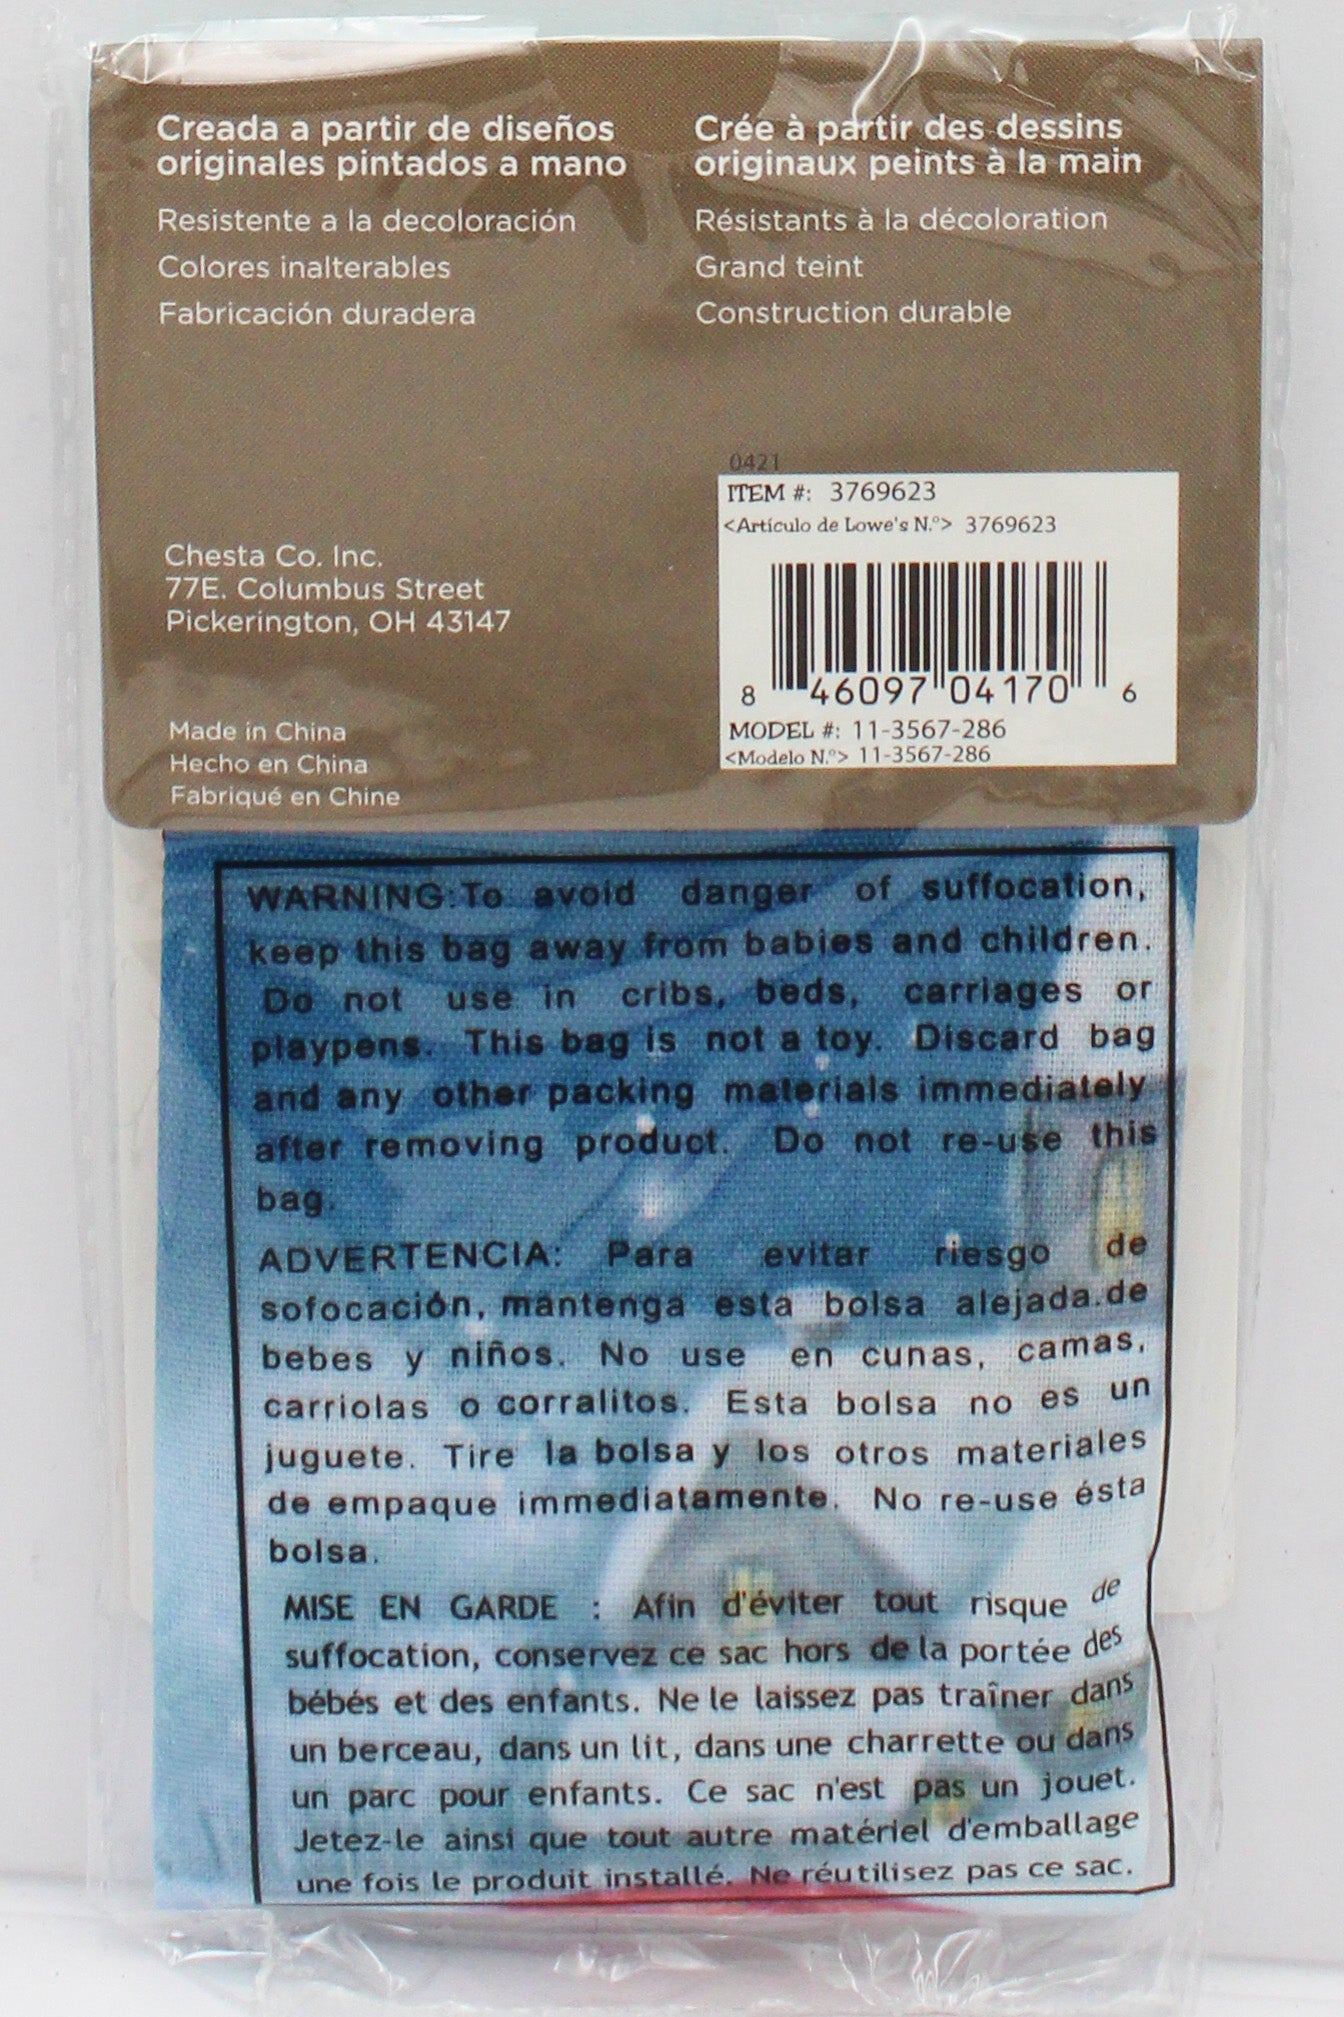 Creada a partir de diseños
originales pintados a mano
Resistente a la decoloración
Colores inalterables
Fabricación duradera
Crée à partir des dessins
originaux peints à la main
Résistants à la décoloration
Grand teint
Construction durable
Chesta Co. Inc.
77E. Columbus Street
Pickerington, OH 43147
Made in China
Hecho en China
Fabriqué en Chine
0421
ITEM #: 3769623
<Artículo de Lowe's N.º> 3769623
8 46097 04170 6
MODEL #: 11-3567-286
<Modelo N.º> 11-3567-286
WARNING:To avoid danger of suffocation,
keep this bag away from babies and children.
Do not use in cribs, beds, carriages or
playpens. This bag is not a toy. Discard bag
and any other packing materials immediately
after removing product. Do not re-use this
bag.
ADVERTENCIA: Para evitar riesgo de
sofocación, mantenga esta bolsa alejada.de
bebes y niños. No use en cunas, camas,
carriolas o corralitos. Esta bolsa no es un
juguete. Tire la bolsa y los otros materiales
de empaque immediatamente. No re-use ésta
bolsa.
MISE EN GARDE : Afin d'éviter tout risque de
suffocation, conservez ce sac hors de la portée des
bébés et des enfants. Ne le laissez pas traîner dans
un berceau, dans un lit, dans une charrette ou dans
un parc pour enfants. Ce sac n'est pas un jouet.
Jetez-le ainsi que tout autre matériel d'emballage
une fois le produit installé. Ne réutilisez pas ce sac.